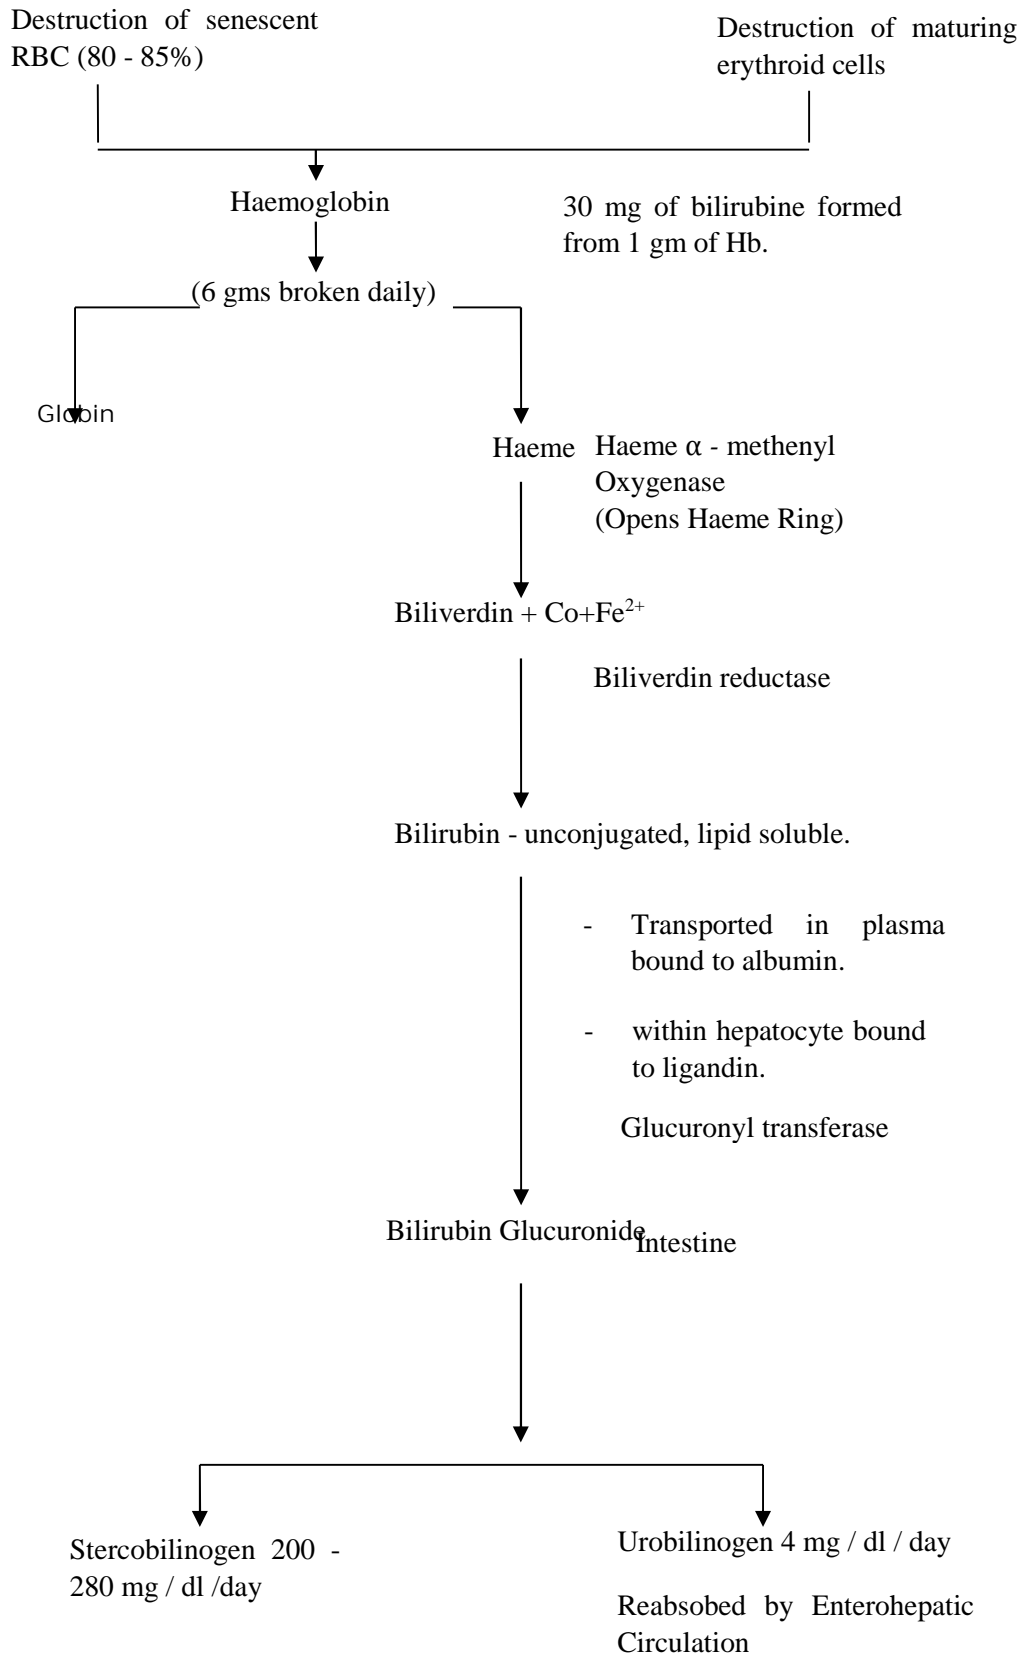 Destruction of senescent
RBC (80 - 85%)
Destruction of maturing
erythroid cells
Haemoglobin
30 mg of bilirubine formed
from 1 gm of Hb.
(6 gms broken daily)
Globin
Haeme
Haeme α - methenyl
Oxygenase
(Opens Haeme Ring)
Biliverdin + Co+Fe²⁺
Biliverdin reductase
Bilirubin - unconjugated, lipid soluble.
- Transported in plasma
bound to albumin.
- within hepatocyte bound
to ligandin.
Glucuronyl transferase
Bilirubin Glucuronide
Intestine
Stercobilinogen 200 -
280 mg / dl /day
Urobilinogen 4 mg / dl / day
Reabsobed by Enterohepatic
Circulation